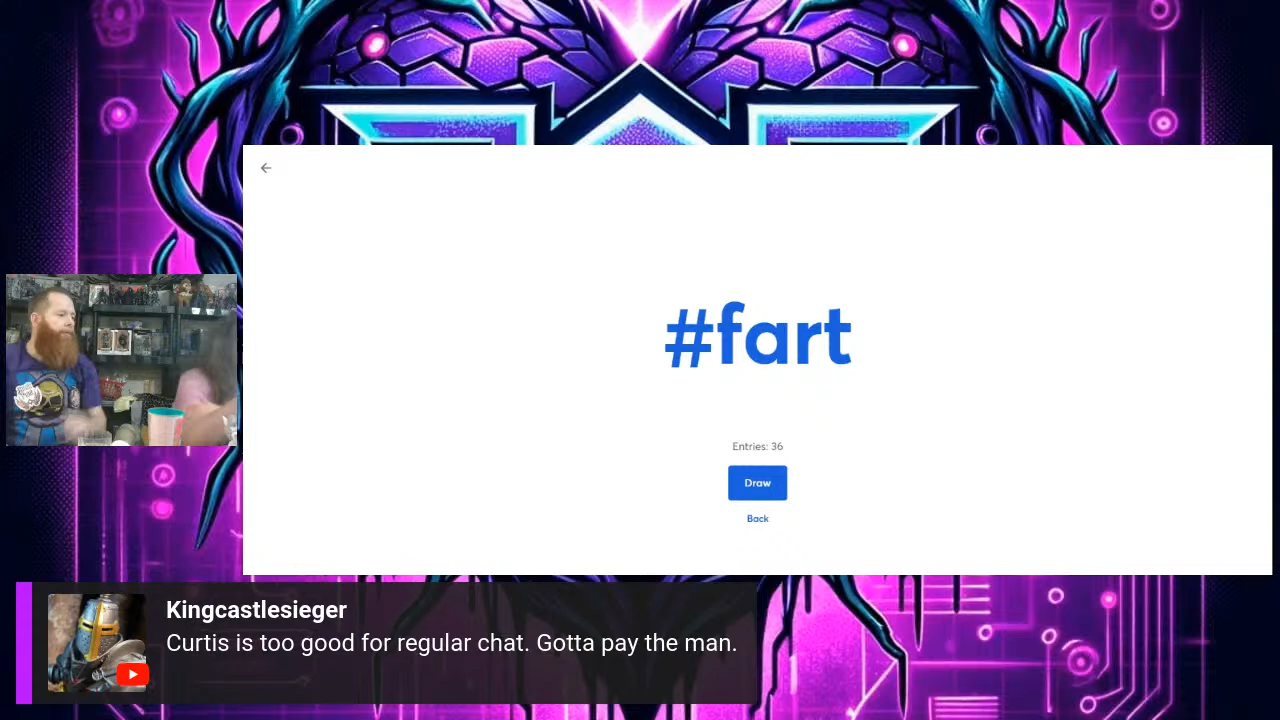 #fart
Entries: 36
Draw
Back
Kingcastlesieger
Curtis is too good for regular chat. Gotta pay the man.